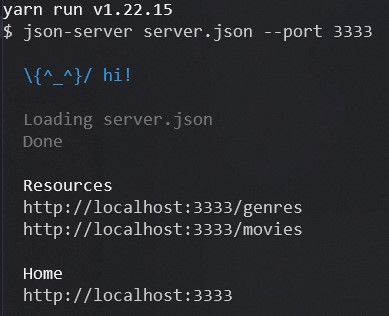 yarn run v1.22.15
$ json-server server.json --port 3333
\{^_^}/ hi!
Loading server.json
Done
Resources
http://localhost:3333/genres
http://localhost:3333/movies
Home
http://localhost:3333